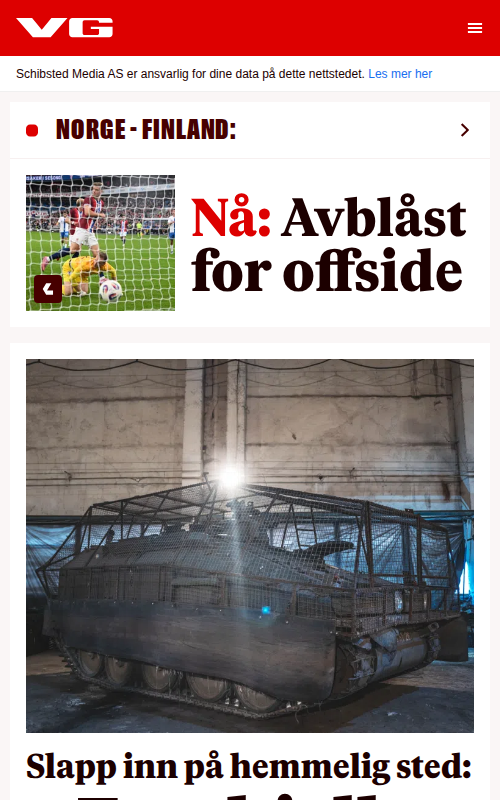 VG
Schibsted Media AS er ansvarlig for dine data på dette nettstedet. Les mer her
NORGE - FINLAND:
Nå: Avblåst
for offside
Slapp inn på hemmelig sted: